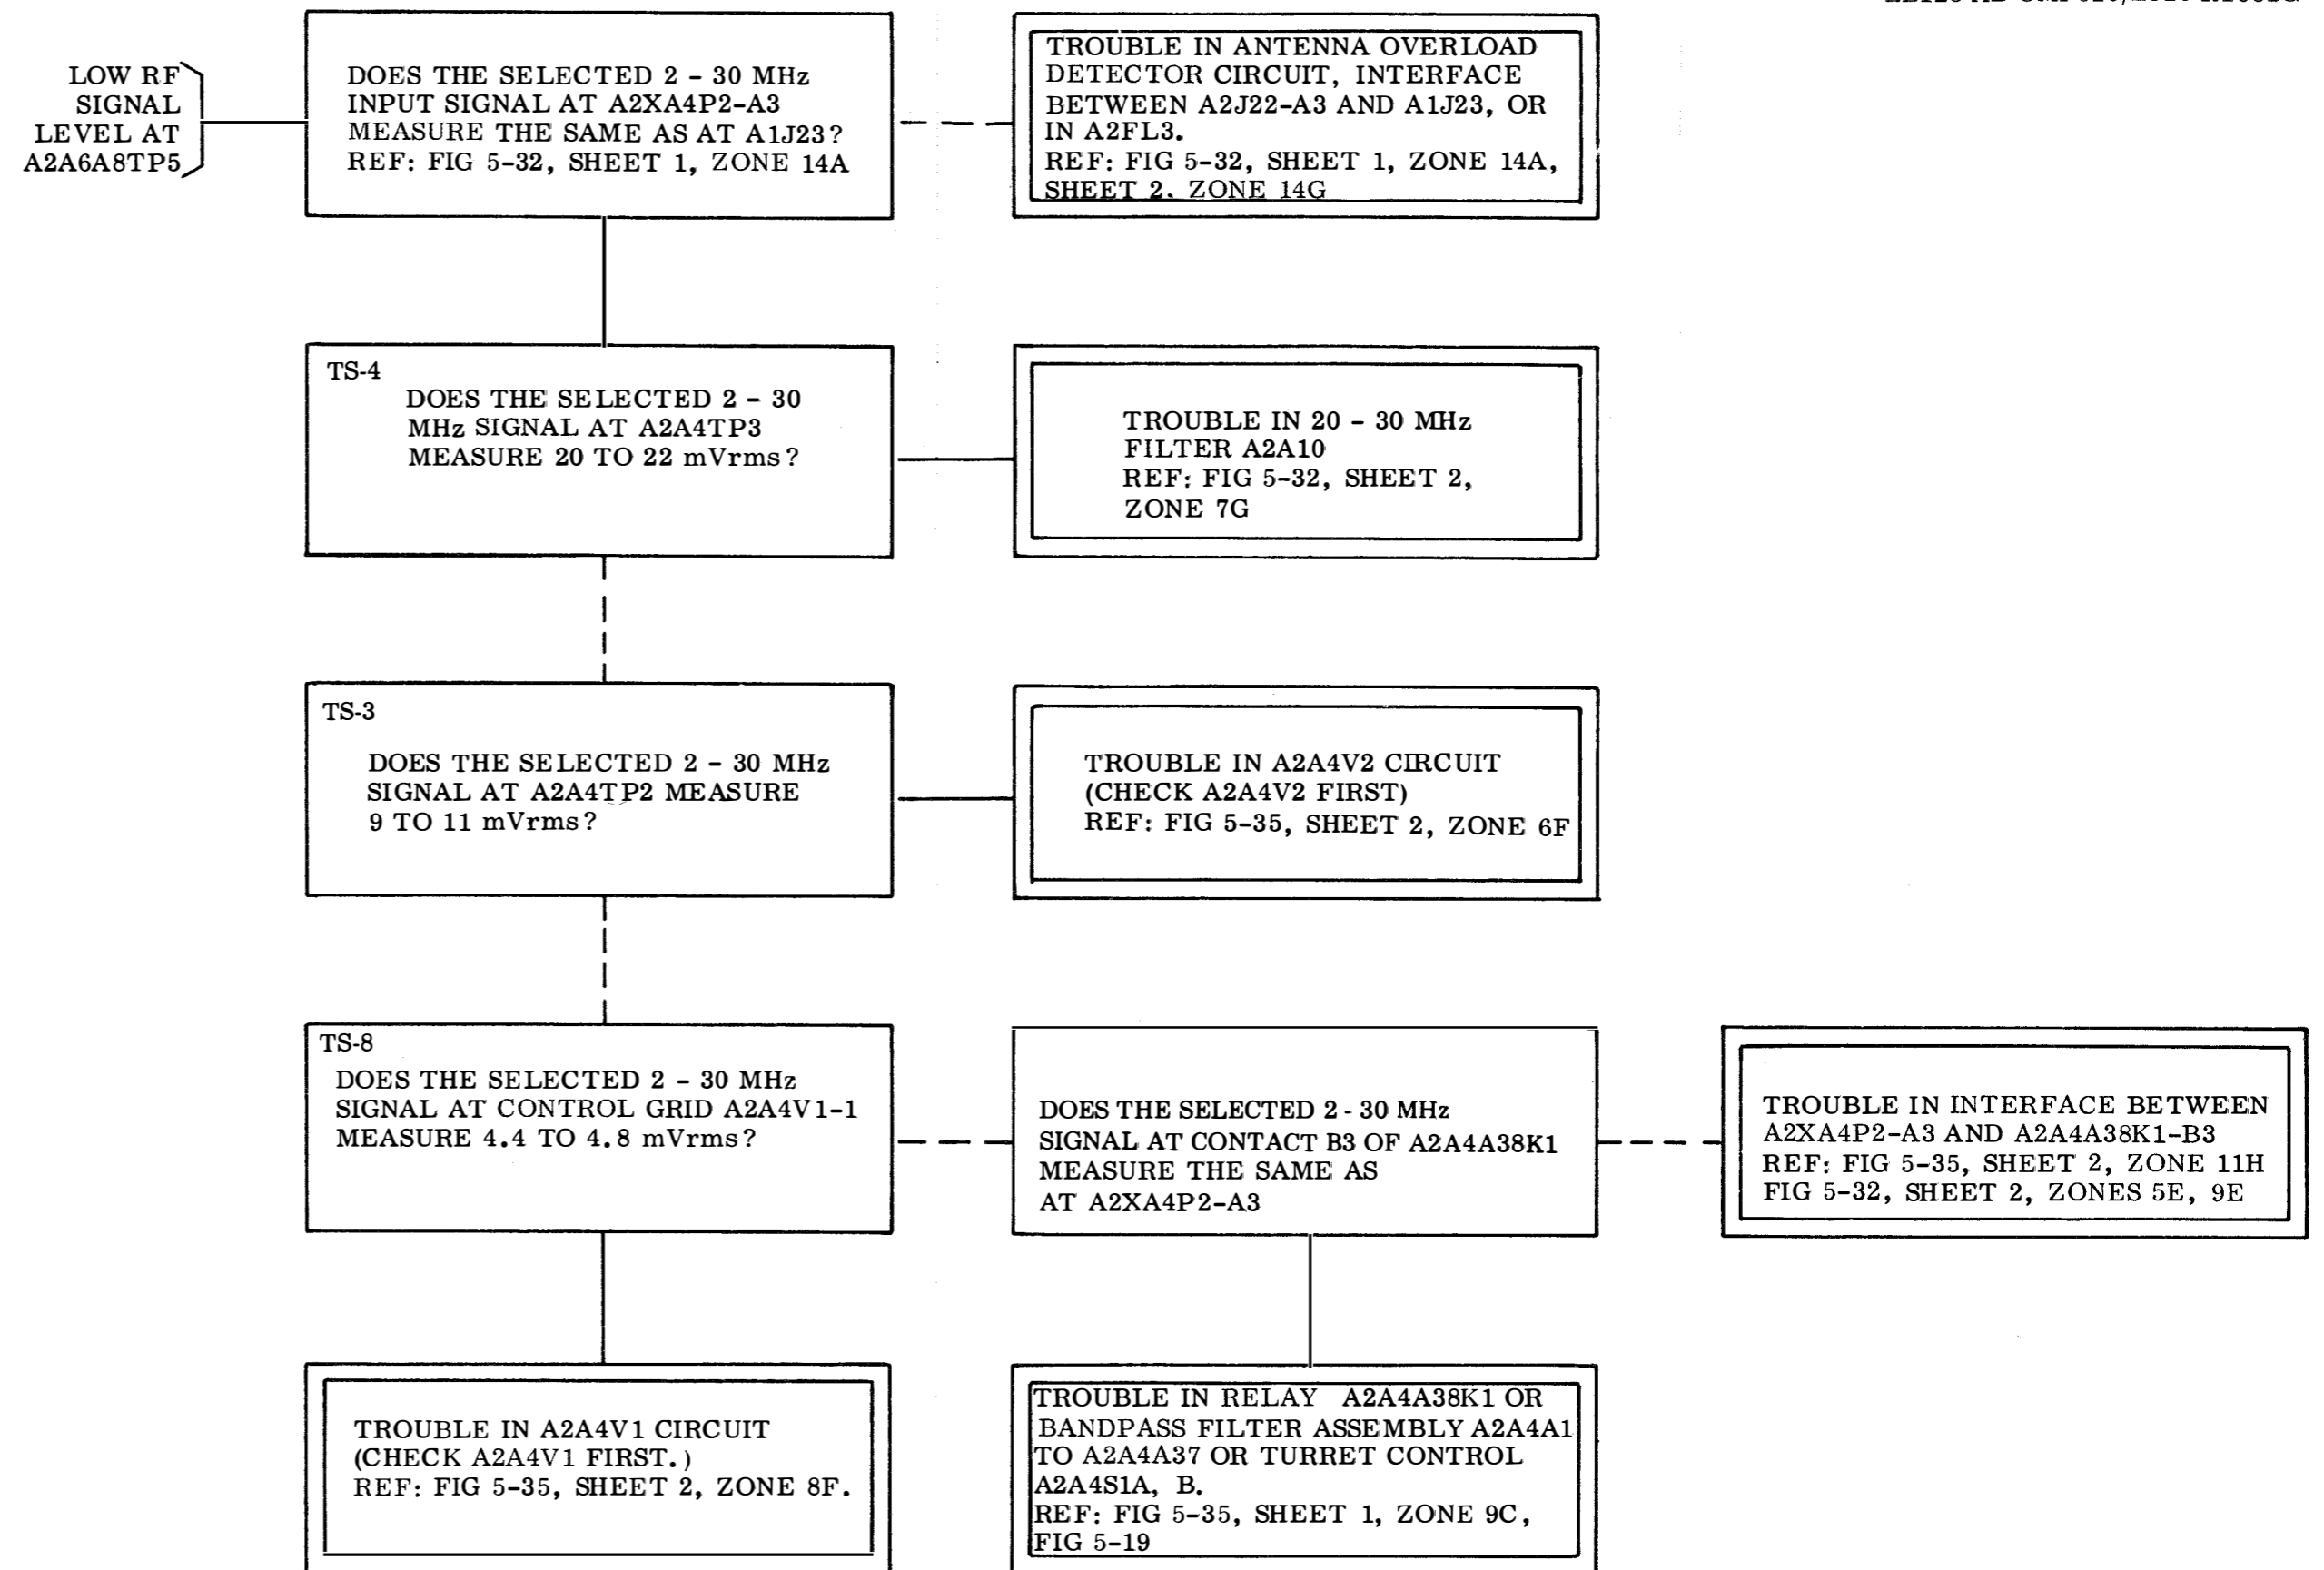 LOW RF
SIGNAL
LEVEL AT
A2A6A8TP5
DOES THE SELECTED 2 - 30 MHz
INPUT SIGNAL AT A2XA4P2-A3
MEASURE THE SAME AS AT A1J23?
REF: FIG 5-32, SHEET 1, ZONE 14A
TROUBLE IN ANTENNA OVERLOAD
DETECTOR CIRCUIT, INTERFACE
BETWEEN A2J22-A3 AND A1J23, OR
IN A2FL3.
REF: FIG 5-32, SHEET 1, ZONE 14A,
SHEET 2, ZONE 14G
TS-4
DOES THE SELECTED 2 - 30
MHz SIGNAL AT A2A4TP3
MEASURE 20 TO 22 mVrms?
TROUBLE IN 20 - 30 MHz
FILTER A2A10
REF: FIG 5-32, SHEET 2,
ZONE 7G
TS-3
DOES THE SELECTED 2 - 30 MHz
SIGNAL AT A2A4TP2 MEASURE
9 TO 11 mVrms?
TROUBLE IN A2A4V2 CIRCUIT
(CHECK A2A4V2 FIRST)
REF: FIG 5-35, SHEET 2, ZONE 6F
TS-8
DOES THE SELECTED 2 - 30 MHz
SIGNAL AT CONTROL GRID A2A4V1-1
MEASURE 4.4 TO 4.8 mVrms?
DOES THE SELECTED 2 - 30 MHz
SIGNAL AT CONTACT B3 OF A2A4A38K1
MEASURE THE SAME AS
AT A2XA4P2-A3
TROUBLE IN INTERFACE BETWEEN
A2XA4P2-A3 AND A2A4A38K1-B3
REF: FIG 5-35, SHEET 2, ZONE 11H
FIG 5-32, SHEET 2, ZONES 5E, 9E
TROUBLE IN A2A4V1 CIRCUIT
(CHECK A2A4V1 FIRST.)
REF: FIG 5-35, SHEET 2, ZONE 8F.
TROUBLE IN RELAY A2A4A38K1 OR
BANDPASS FILTER ASSEMBLY A2A4A1
TO A2A4A37 OR TURRET CONTROL
A2A4S1A, B.
REF: FIG 5-35, SHEET 1, ZONE 9C,
FIG 5-19